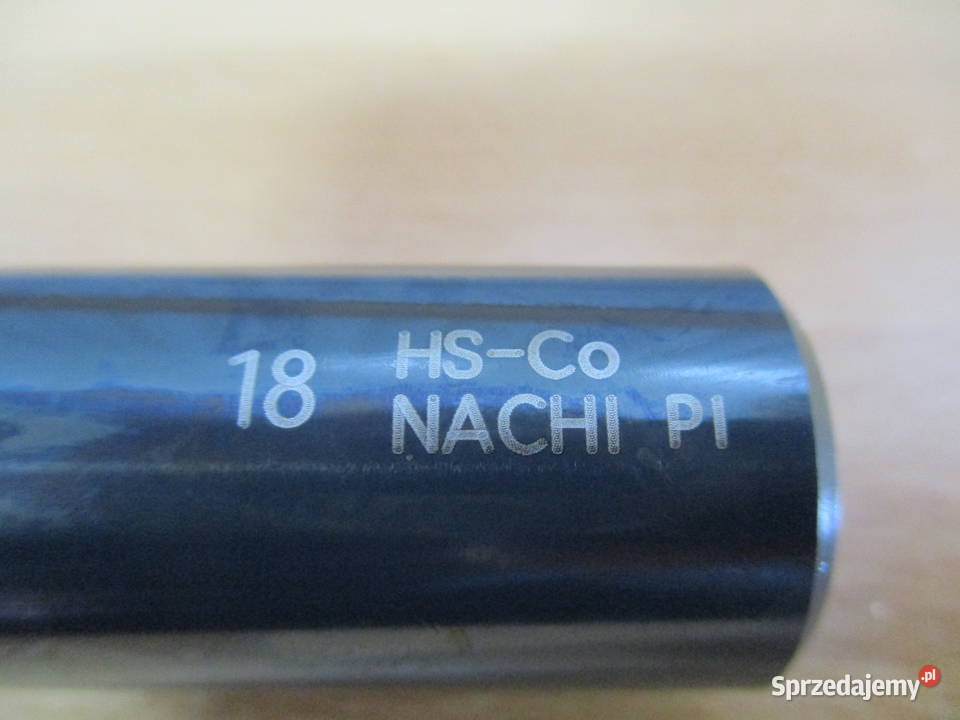 18 HS-Co
NACHI PI
Sprzedajemy.pl